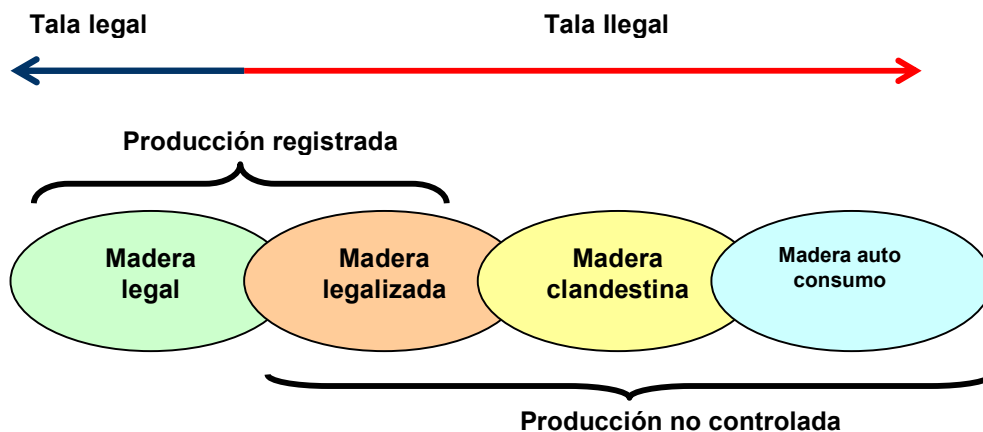 Tala legal
Tala Ilegal
Producción registrada
Madera
legal
Madera
legalizada
Madera
clandestina
Madera auto
consumo
Producción no controlada